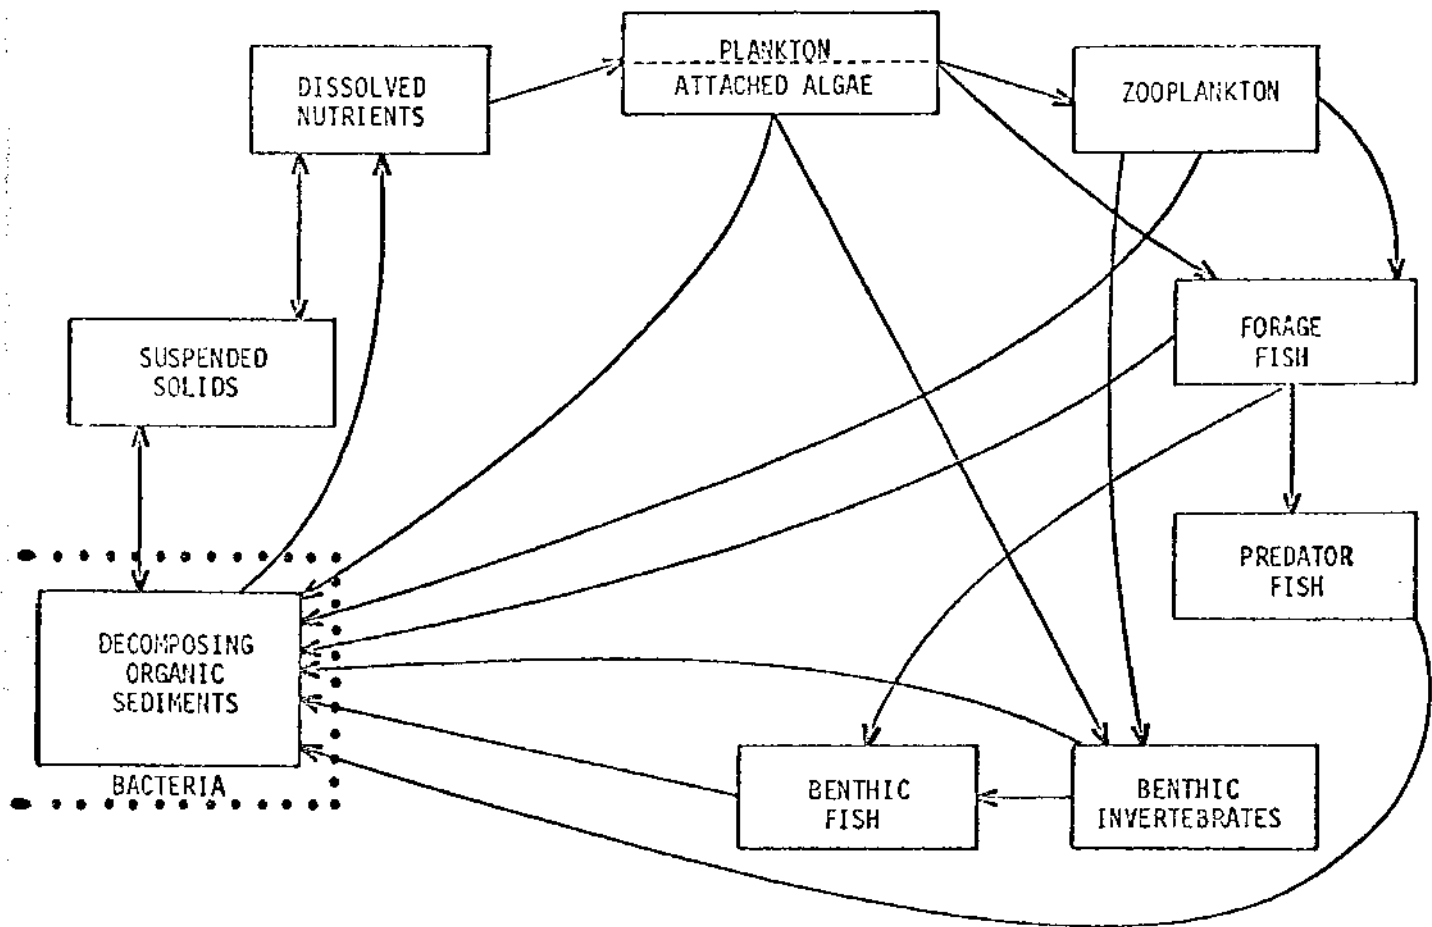 PLANKTON
ATTACHED ALGAE
DISSOLVED
NUTRIENTS
ZOOPLANKTON
SUSPENDED
SOLIDS
FORAGE
FISH
PREDATOR
FISH
DECOMPOSING
ORGANIC
SEDIMENTS
BACTERIA
BENTHIC
FISH
BENTHIC
INVERTEBRATES